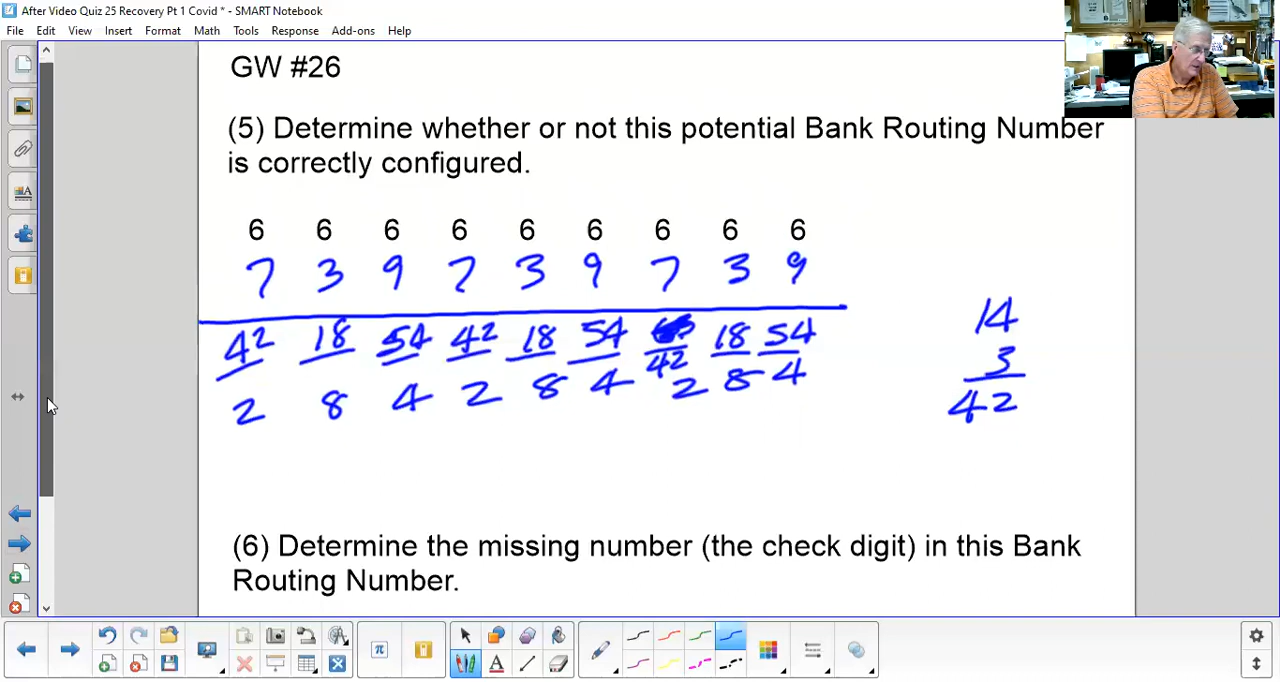 After Video Quiz 25 Recovery Pt 1 Covid * - SMART Notebook
File Edit View Insert Format Math Tools Response Add-ons Help
GW #26
(5) Determine whether or not this potential Bank Routing Number
is correctly configured.
6 6 6 6 6 6 6 6 6
7 3 9 7 3 9 7 3 9
42 18 54 42 18 54 18 54
42
2 8 4 2 8 4 2 8 4
14
3
42
(6) Determine the missing number (the check digit) in this Bank
Routing Number.
π
A